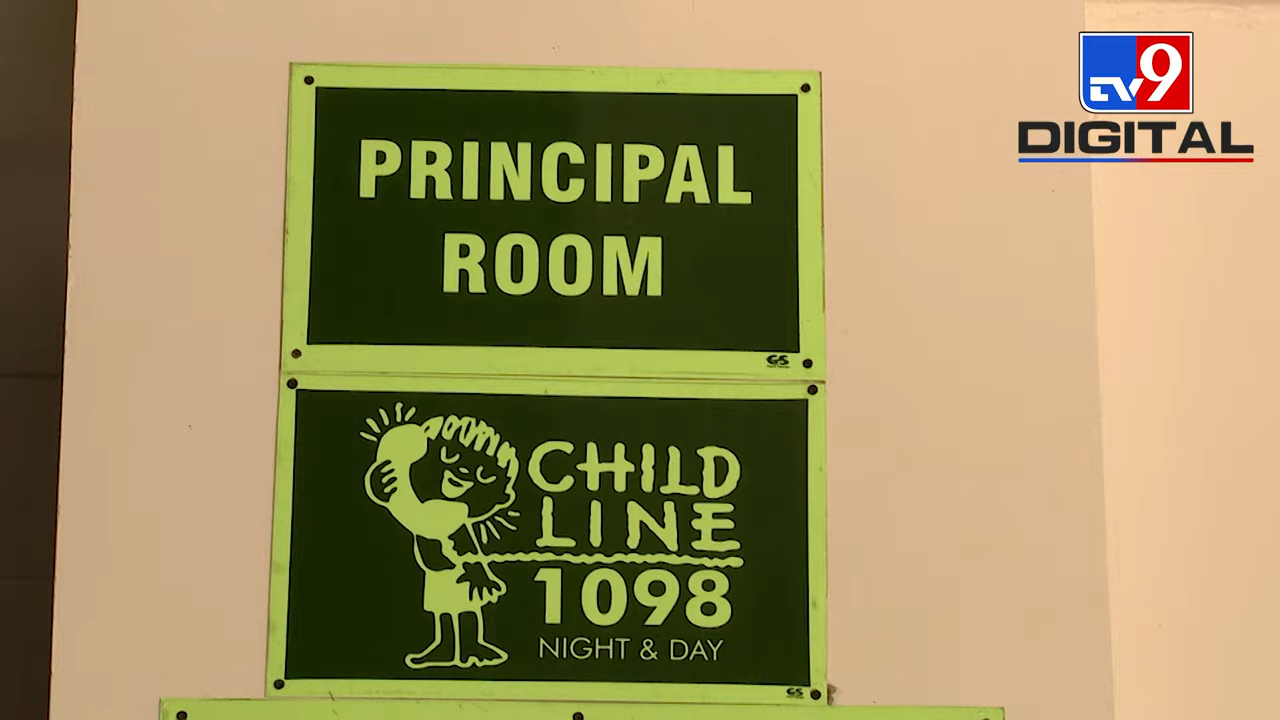 PRINCIPAL
ROOM
GS
CHILD
LINE
1098
NIGHT & DAY
GS
TV9
DIGITAL